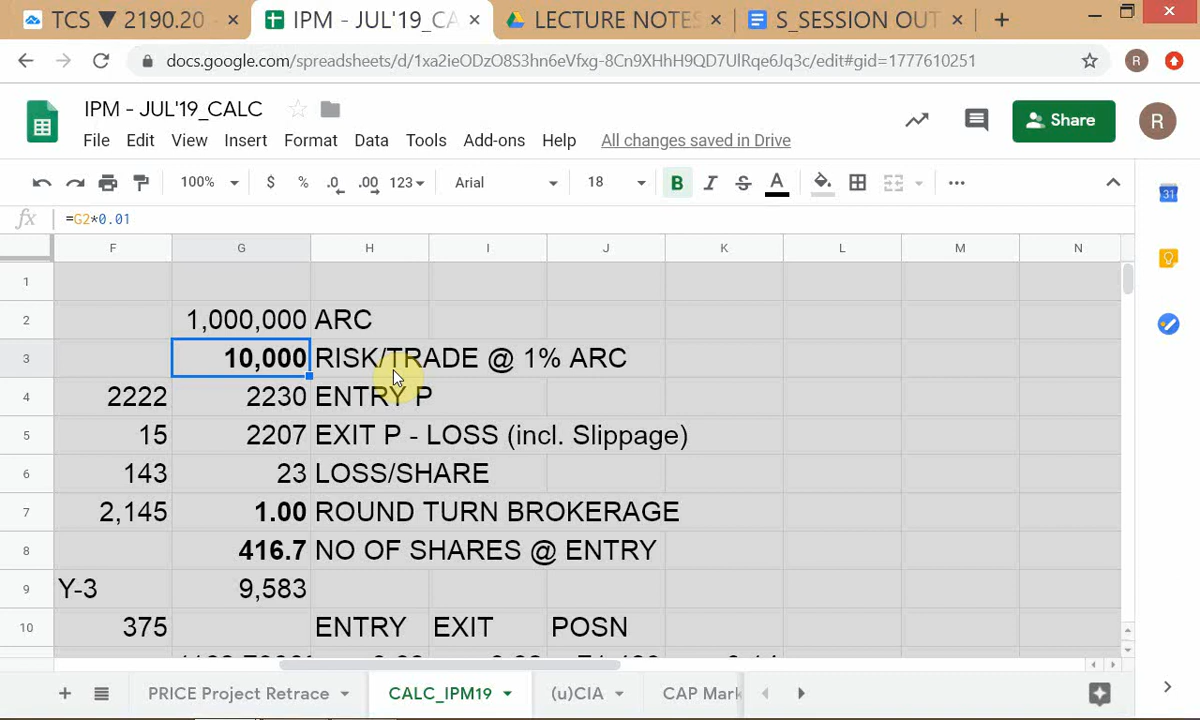 TCS ▼ 2190.20 × IPM - JUL'19_CA × LECTURE NOTES × S_SESSION OUT × +
docs.google.com/spreadsheets/d/1xa2ieODzO8S3hn6eVfxg-8Cn9XHhH9QD7UlRqe6Jq3c/edit#gid=1777610251 R
IPM - JUL'19_CALC
Share R
File Edit View Insert Format Data Tools Add-ons Help All changes saved in Drive
100% $ % .0 .00 123 Arial 18 B I S A ... 31
fx =G2*0.01
F G H I J K L M N
1
2 1,000,000 ARC
3 10,000 RISK/TRADE @ 1% ARC
4 2222 2230 ENTRY P
5 15 2207 EXIT P - LOSS (incl. Slippage)
6 143 23 LOSS/SHARE
7 2,145 1.00 ROUND TURN BROKERAGE
8 416.7 NO OF SHARES @ ENTRY
9 Y-3 9,583
10 375 ENTRY EXIT POSN
+ PRICE Project Retrace CALC_IPM19 (u)CIA CAP Mark